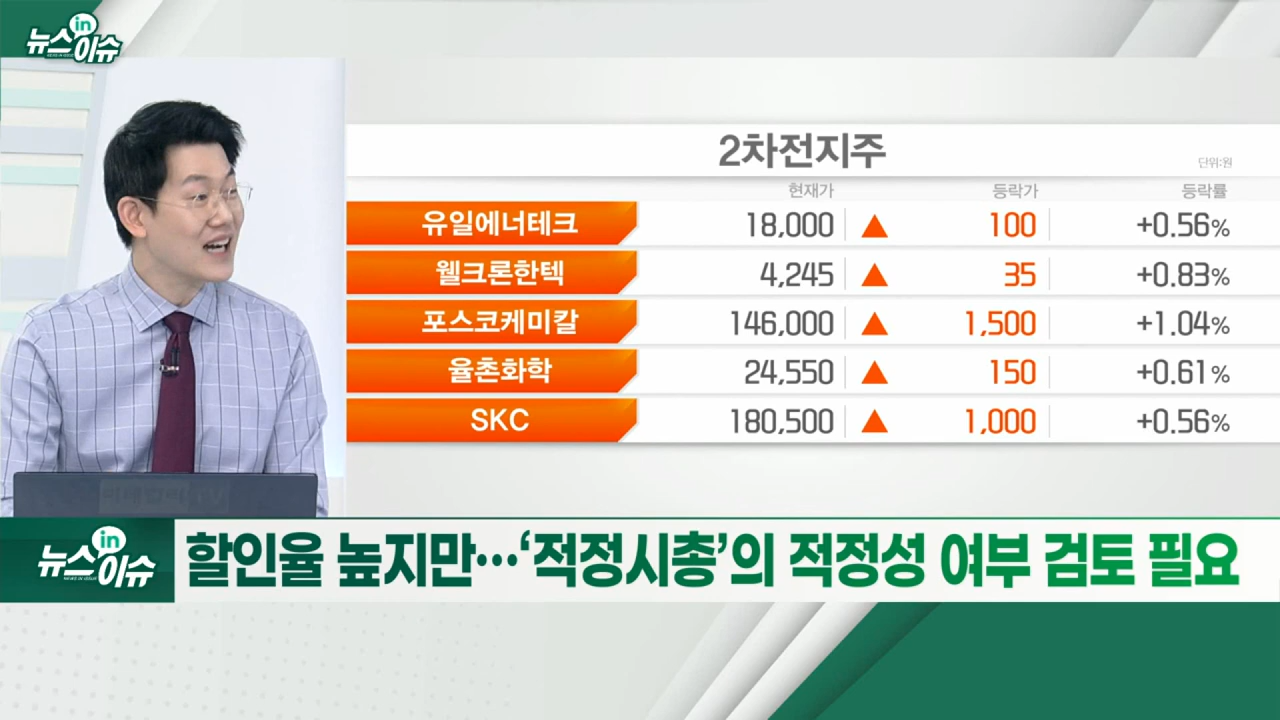 뉴스in이슈
2차전지주
단위:원
현재가 등락가 등락률
유일에너테크 18,000 ▲ 100 +0.56%
웰크론한텍 4,245 ▲ 35 +0.83%
포스코케미칼 146,000 ▲ 1,500 +1.04%
율촌화학 24,550 ▲ 150 +0.61%
SKC 180,500 ▲ 1,000 +0.56%
뉴스in이슈
NEWS IN ISSUE
할인율 높지만…‘적정시총’의 적정성 여부 검토 필요